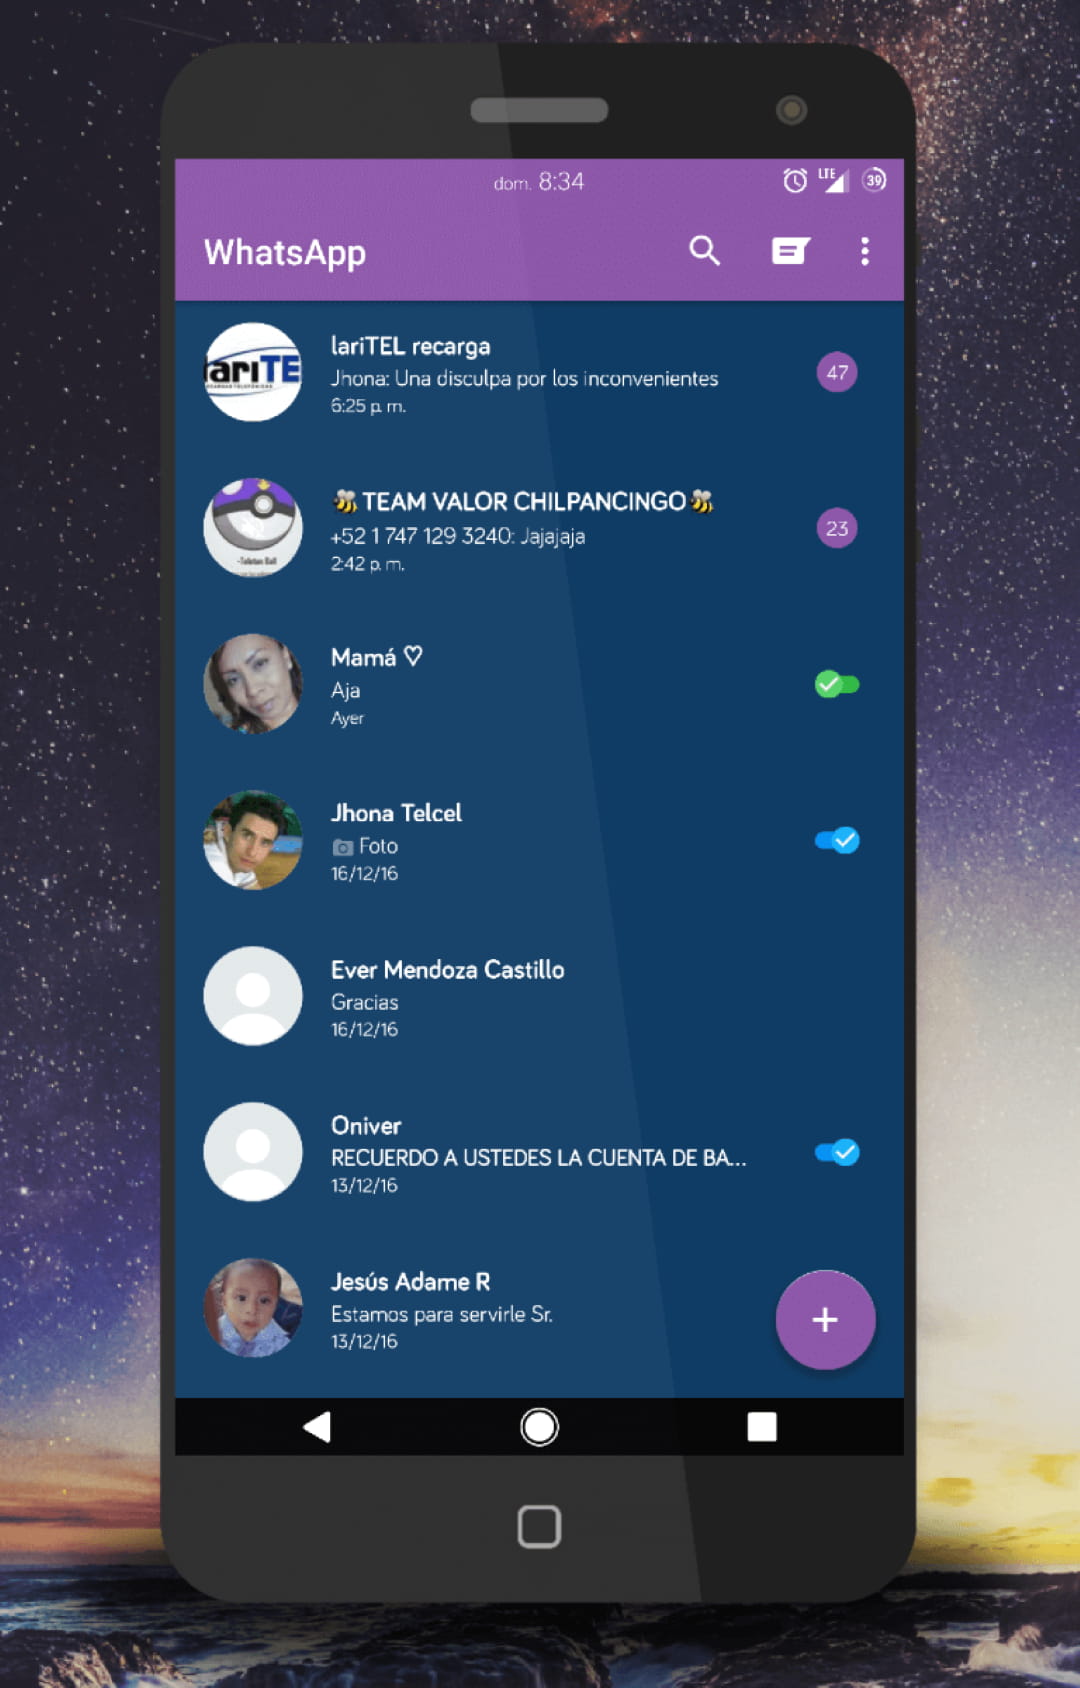 dom. 8:34
LTE
39
WhatsApp
lariTEL recarga
Jhona: Una disculpa por los inconvenientes
6:25 p. m.
47
lariTE
🐝TEAM VALOR CHILPANCINGO🐝
+52 1 747 129 3240: Jajajaja
2:42 p. m.
23
Mamá ♡
Aja
Ayer
Jhona Telcel
📷 Foto
16/12/16
Ever Mendoza Castillo
Gracias
16/12/16
Oniver
RECUERDO A USTEDES LA CUENTA DE BA...
13/12/16
Jesús Adame R
Estamos para servirle Sr.
13/12/16